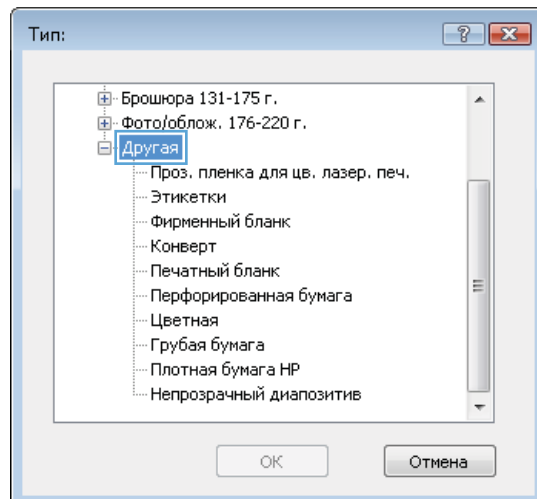 Тип:
Брошюра 131-175 г.
Фото/облож. 176-220 г.
Другая
Проз. пленка для цв. лазер. печ.
Этикетки
Фирменный бланк
Конверт
Печатный бланк
Перфорированная бумага
Цветная
Грубая бумага
Плотная бумага HP
Непрозрачный диапозитив
ОК Отмена